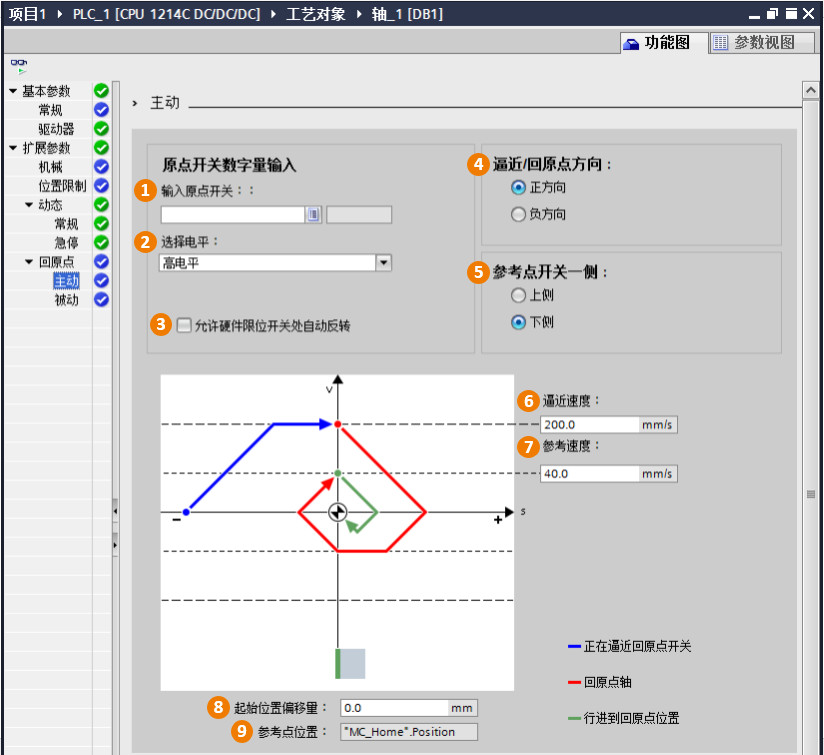 项目1 ▸ PLC_1 [CPU 1214C DC/DC/DC] ▸ 工艺对象 ▸ 轴_1 [DB1]
功能图
参数视图
基本参数
常规
驱动器
扩展参数
机械
位置限制
动态
常规
急停
回原点
主动
被动
主动
原点开关数字量输入
1 输入原点开关：：
2 选择电平：
高电平
3 允许硬件限位开关处自动反转
4 逼近/回原点方向：
正方向
负方向
5 参考点开关一侧：
上侧
下侧
6 逼近速度：
200.0 mm/s
7 参考速度：
40.0 mm/s
v
− + s
正在逼近回原点开关
回原点轴
行进到回原点位置
8 起始位置偏移量： 0.0 mm
9 参考点位置： "MC_Home".Position